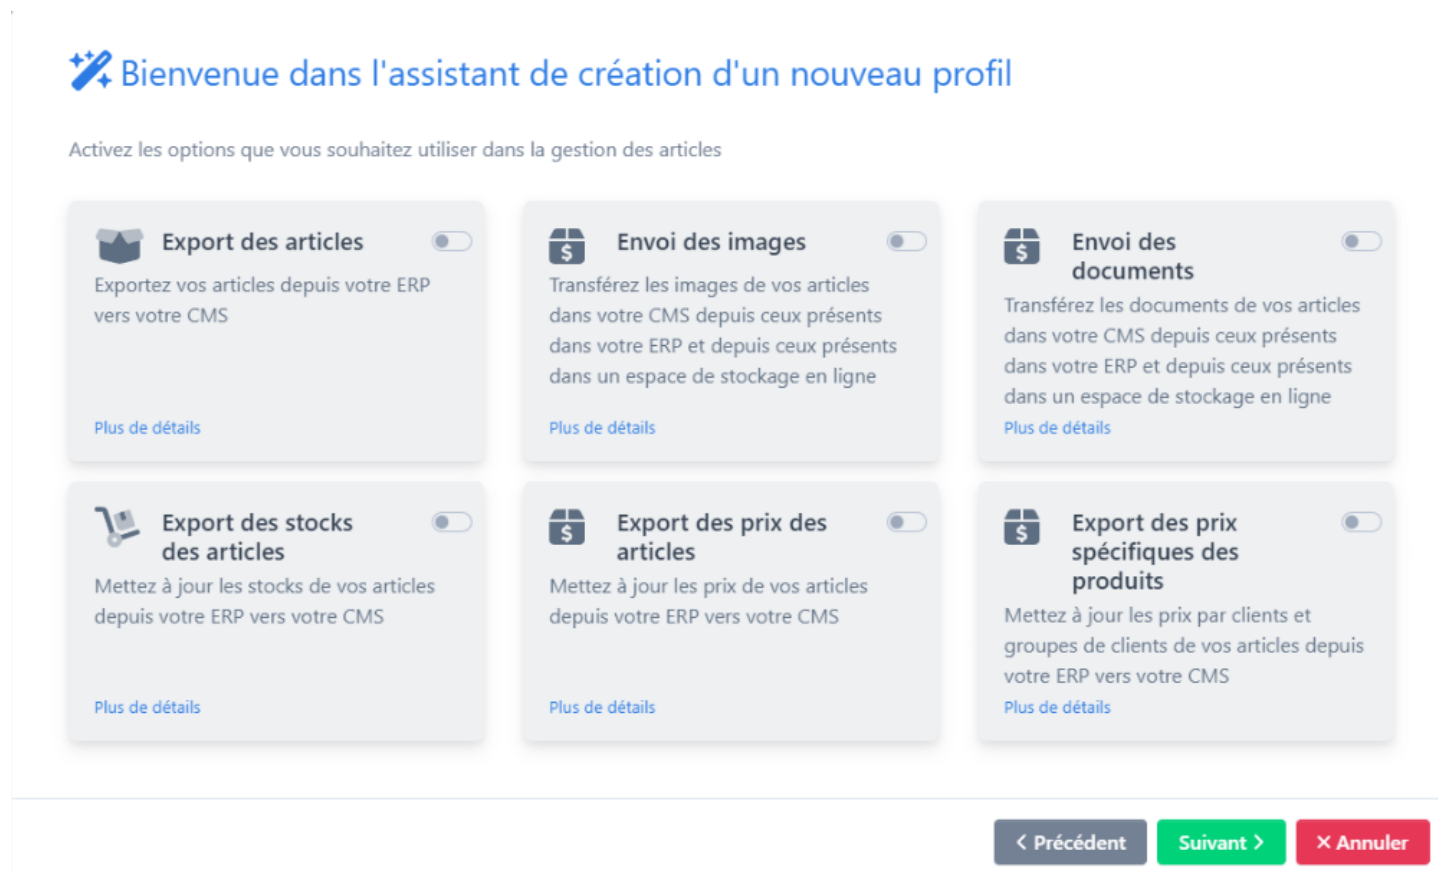 Bienvenue dans l'assistant de création d'un nouveau profil
Activez les options que vous souhaitez utiliser dans la gestion des articles
Export des articles
Exportez vos articles depuis votre ERP
vers votre CMS
Plus de détails
Envoi des images
Transférez les images de vos articles
dans votre CMS depuis ceux présents
dans votre ERP et depuis ceux présents
dans un espace de stockage en ligne
Plus de détails
Envoi des
documents
Transférez les documents de vos articles
dans votre CMS depuis ceux présents
dans votre ERP et depuis ceux présents
dans un espace de stockage en ligne
Plus de détails
Export des stocks
des articles
Mettez à jour les stocks de vos articles
depuis votre ERP vers votre CMS
Plus de détails
Export des prix des
articles
Mettez à jour les prix de vos articles
depuis votre ERP vers votre CMS
Plus de détails
Export des prix
spécifiques des
produits
Mettez à jour les prix par clients et
groupes de clients de vos articles depuis
votre ERP vers votre CMS
Plus de détails
Précédent
Suivant
Annuler